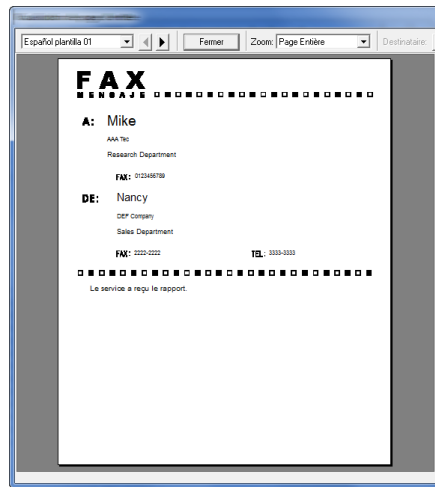 Español plantilla 01 Fermer Zoom: Page Entière Destinataire:
FAX
MENSAJE
A: Mike
AAA Tec
Research Department
FAX: 0123456789
DE: Nancy
DEF Company
Sales Department
FAX: 2222-2222 TEL: 3333-3333
Le service a reçu le rapport.